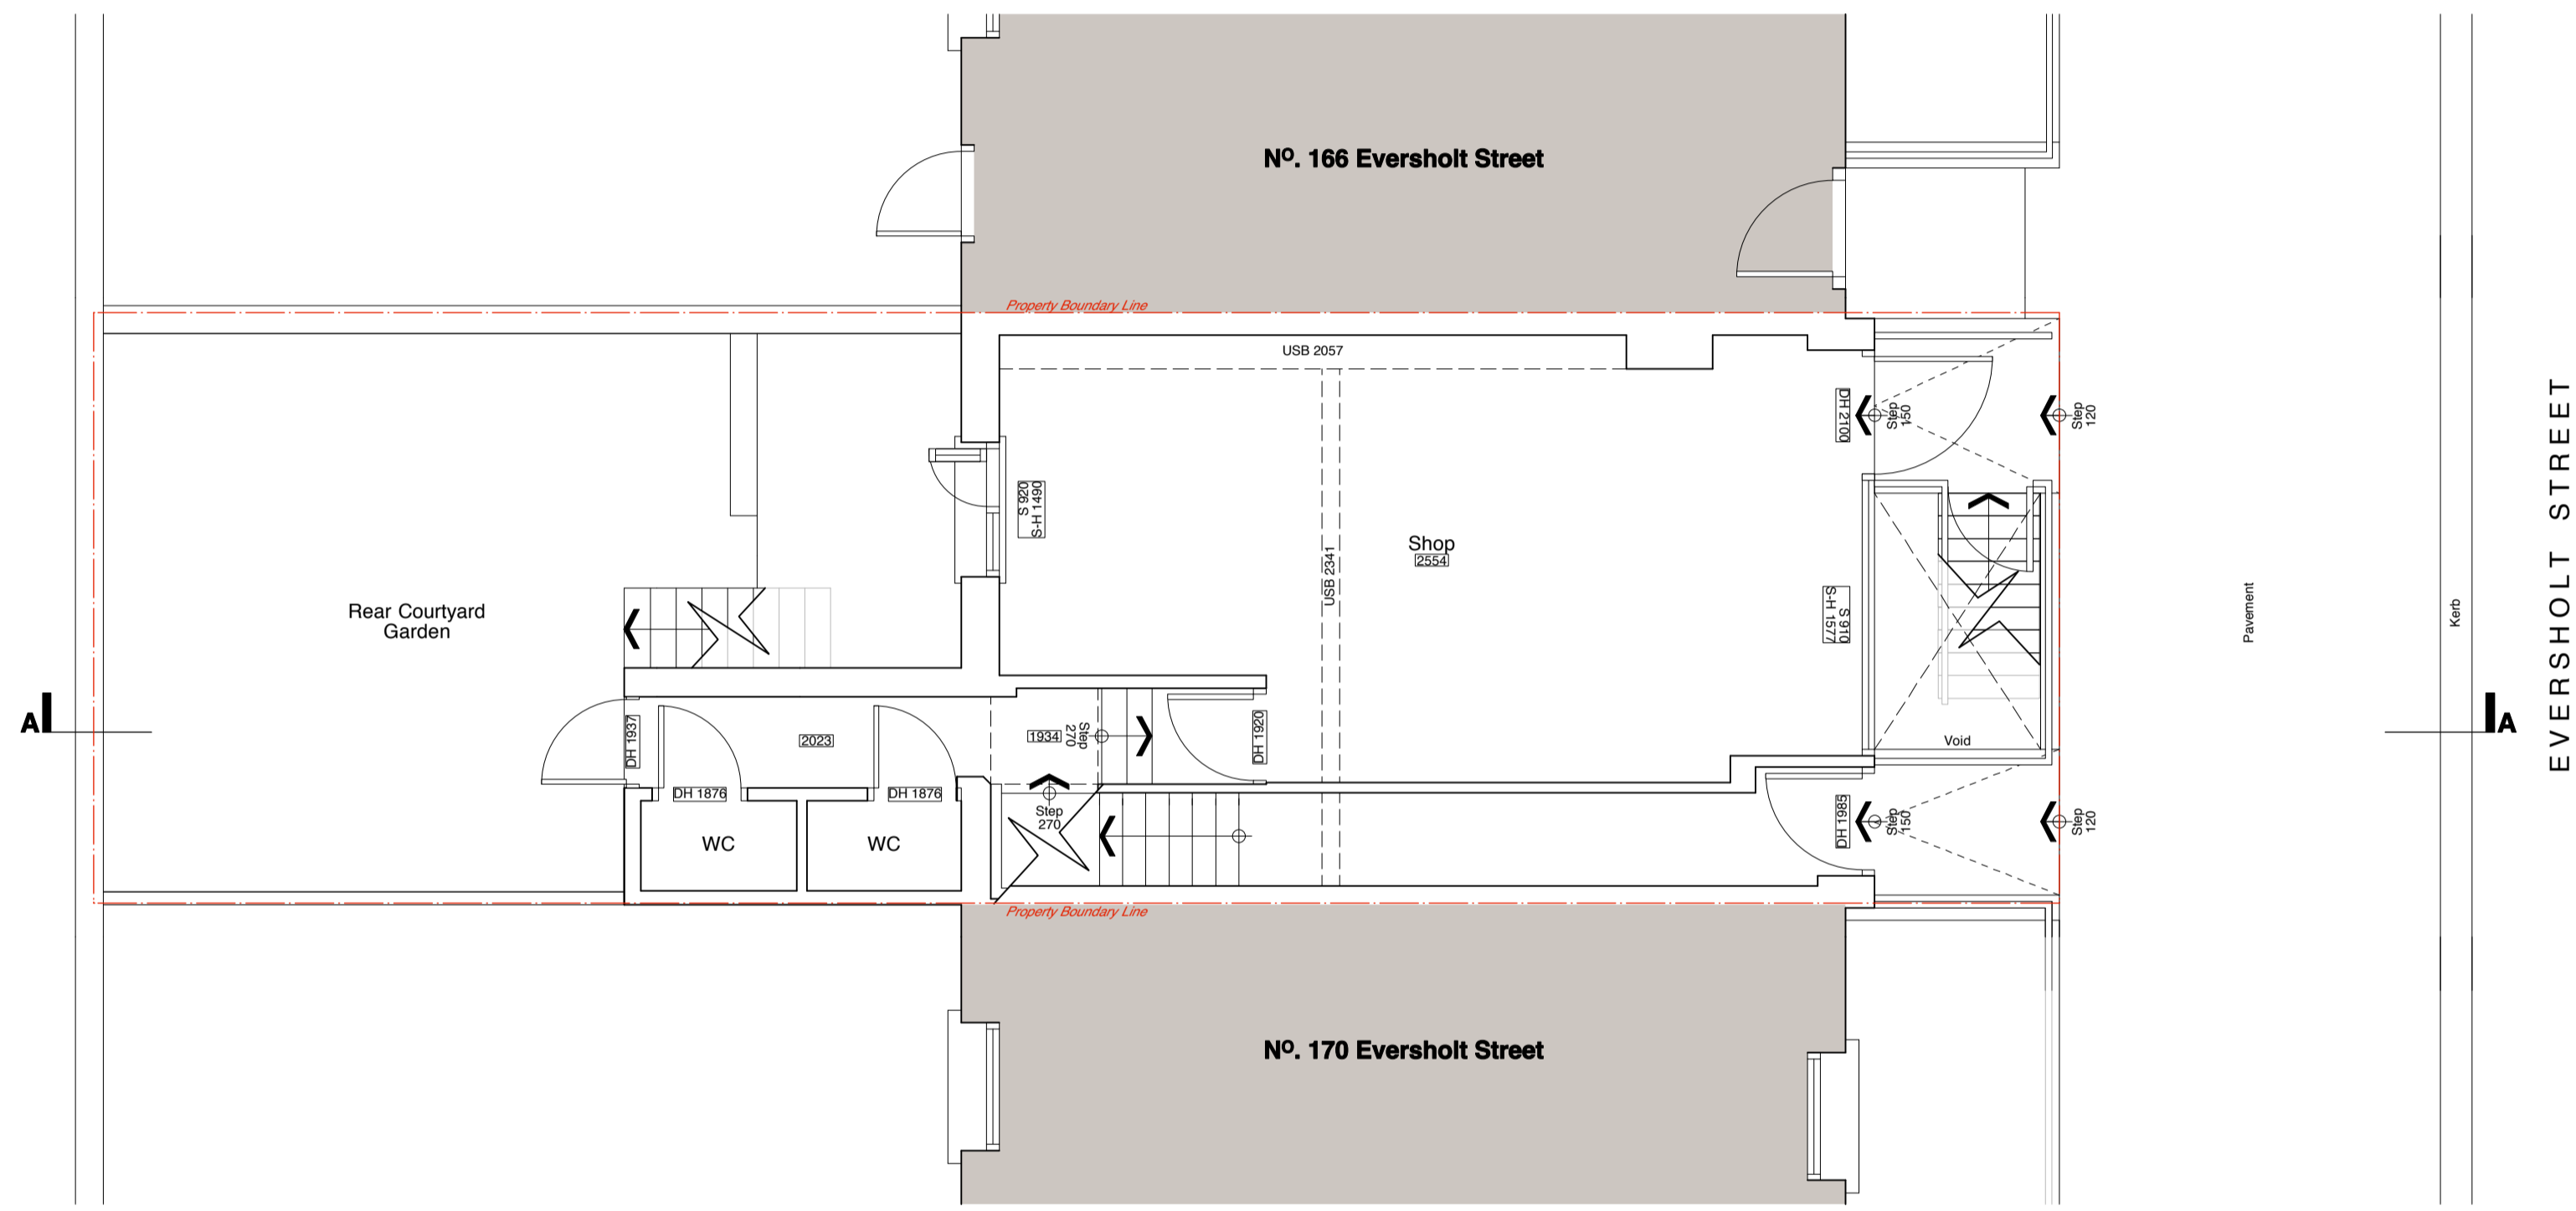 Nº. 166 Eversholt Street
Property Boundary Line
USB 2057
DH 2100
Step
150
Step
120
S 920
S-H 1490
USB 2341
Shop
2554
S 910
S-H 1577
Rear Courtyard
Garden
Pavement
Kerb
EVERSHOLT STREET
A
A
DH 1937
2023
1934
Step
270
DH 1920
Void
DH 1876
DH 1876
Step
270
WC
WC
DH 1985
Step
150
Step
120
Property Boundary Line
Nº. 170 Eversholt Street